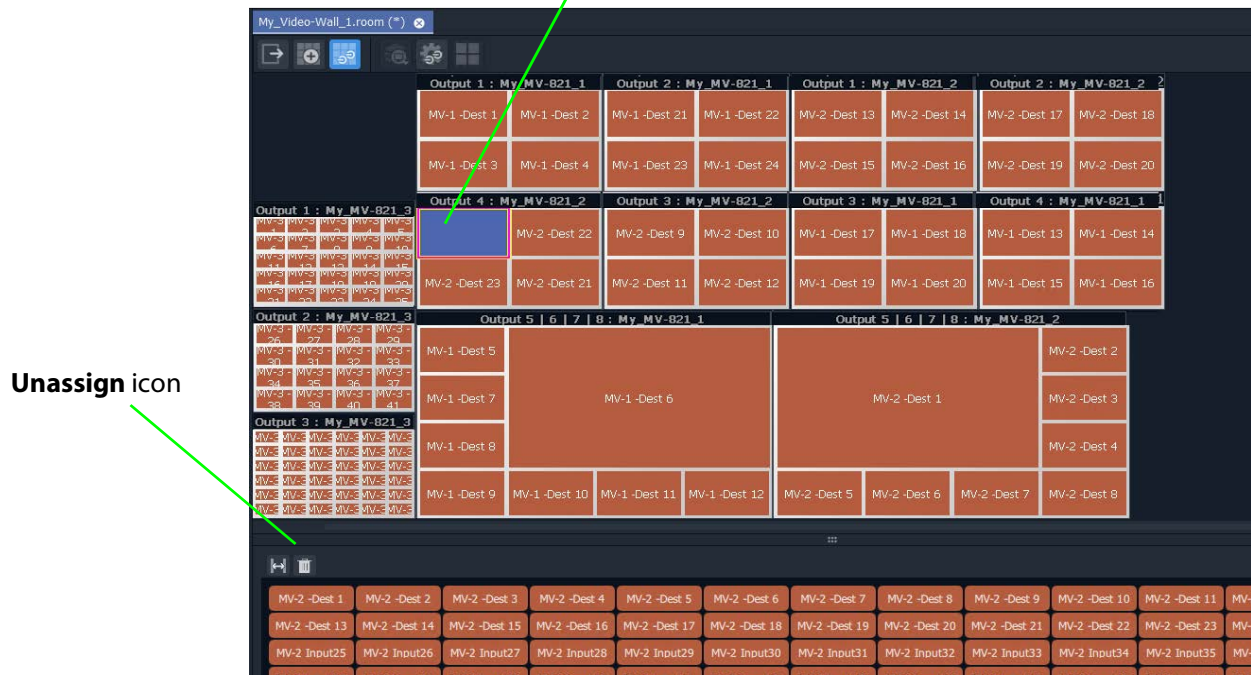 My_Video-Wall_1.room (*)
Output 1 : My_MV-821_1
Output 2 : My_MV-821_1
Output 1 : My_MV-821_2
Output 2 : My_MV-821_2
2
MV-1 -Dest 1
MV-1 -Dest 2
MV-1 -Dest 21
MV-1 -Dest 22
MV-2 -Dest 13
MV-2 -Dest 14
MV-2 -Dest 17
MV-2 -Dest 18
MV-1 -Dest 3
MV-1 -Dest 4
MV-1 -Dest 23
MV-1 -Dest 24
MV-2 -Dest 15
MV-2 -Dest 16
MV-2 -Dest 19
MV-2 -Dest 20
Output 1 : My_MV-821_3
Output 4 : My_MV-821_2
Output 3 : My_MV-821_2
Output 3 : My_MV-821_1
Output 4 : My_MV-821_1
1
MV-2 -Dest 22
MV-2 -Dest 9
MV-2 -Dest 10
MV-1 -Dest 17
MV-1 -Dest 18
MV-1 -Dest 13
MV-1 -Dest 14
MV-2 -Dest 23
MV-2 -Dest 21
MV-2 -Dest 11
MV-2 -Dest 12
MV-1 -Dest 19
MV-1 -Dest 20
MV-1 -Dest 15
MV-1 -Dest 16
Output 2 : My_MV-821_3
Output 5 | 6 | 7 | 8 : My_MV-821_1
Output 5 | 6 | 7 | 8 : My_MV-821_2
MV-1 -Dest 5
MV-2 -Dest 2
MV-1 -Dest 7
MV-1 -Dest 6
MV-2 -Dest 1
MV-2 -Dest 3
Output 3 : My_MV-821_3
MV-1 -Dest 8
MV-2 -Dest 4
MV-1 -Dest 9
MV-1 -Dest 10
MV-1 -Dest 11
MV-1 -Dest 12
MV-2 -Dest 5
MV-2 -Dest 6
MV-2 -Dest 7
MV-2 -Dest 8
Unassign icon
MV-2 -Dest 1
MV-2 -Dest 2
MV-2 -Dest 3
MV-2 -Dest 4
MV-2 -Dest 5
MV-2 -Dest 6
MV-2 -Dest 7
MV-2 -Dest 8
MV-2 -Dest 9
MV-2 -Dest 10
MV-2 -Dest 11
MV-
MV-2 -Dest 13
MV-2 -Dest 14
MV-2 -Dest 15
MV-2 -Dest 16
MV-2 -Dest 17
MV-2 -Dest 18
MV-2 -Dest 19
MV-2 -Dest 20
MV-2 -Dest 21
MV-2 -Dest 22
MV-2 -Dest 23
MV-
MV-2 Input25
MV-2 Input26
MV-2 Input27
MV-2 Input28
MV-2 Input29
MV-2 Input30
MV-2 Input31
MV-2 Input32
MV-2 Input33
MV-2 Input34
MV-2 Input35
MV-